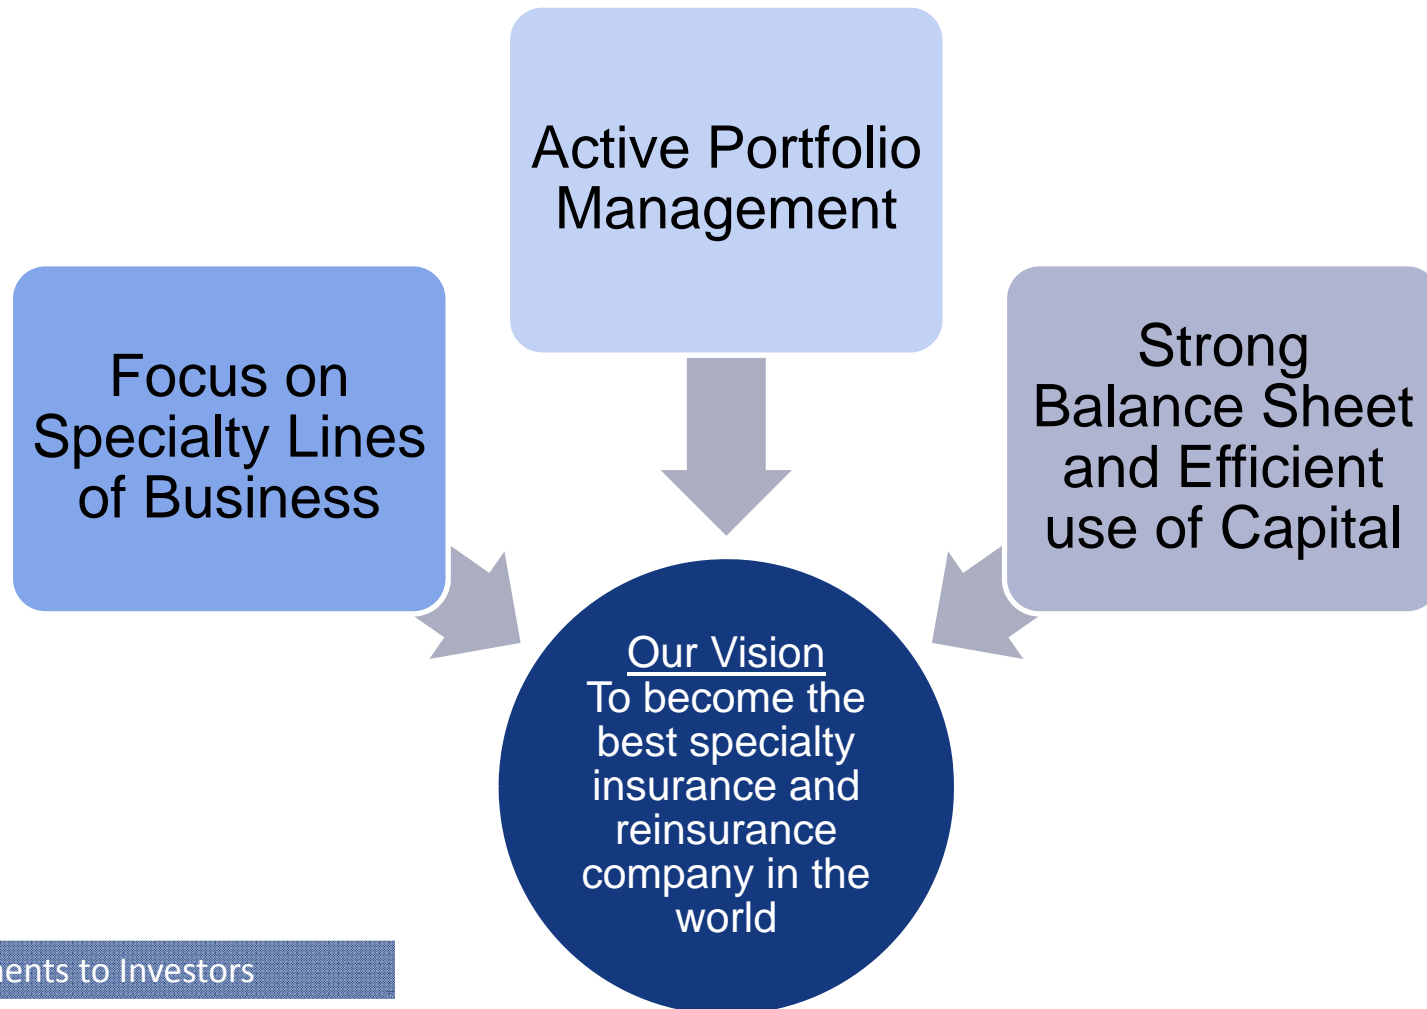 Active Portfolio
Management
Focus on
Specialty Lines
of Business
Strong
Balance Sheet
and Efficient
use of Capital
Our Vision
To become the
best specialty
insurance and
reinsurance
company in the
world
to Investors